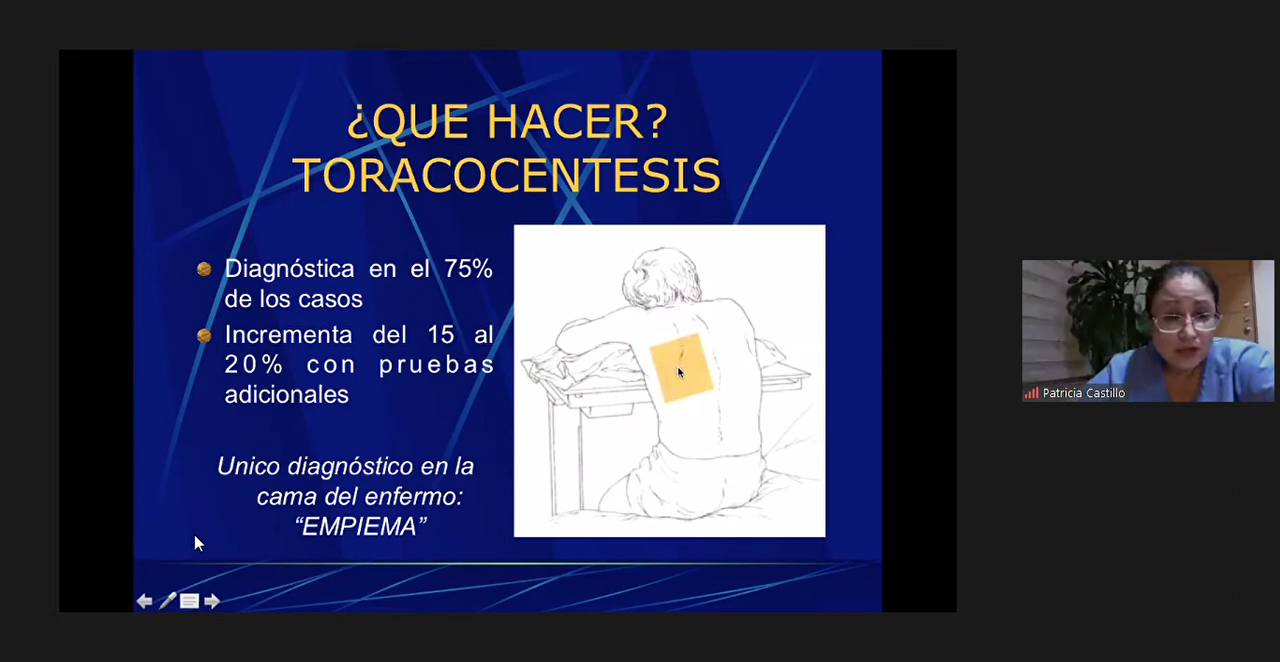 ¿QUE HACER?
TORACOCENTESIS
Diagnóstica en el 75%
de los casos
Incrementa del 15 al
20% con pruebas
adicionales
Unico diagnóstico en la
cama del enfermo:
“EMPIEMA”
Patricia Castillo